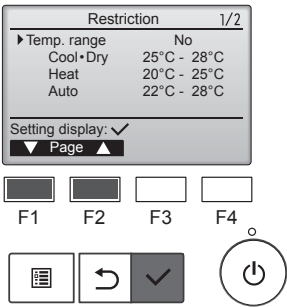 Restriction 1/2
Temp. range No
Cool•Dry 25°C - 28°C
Heat 20°C - 25°C
Auto 22°C - 28°C
Setting display: ✓
▼ Page ▲
F1 F2 F3 F4